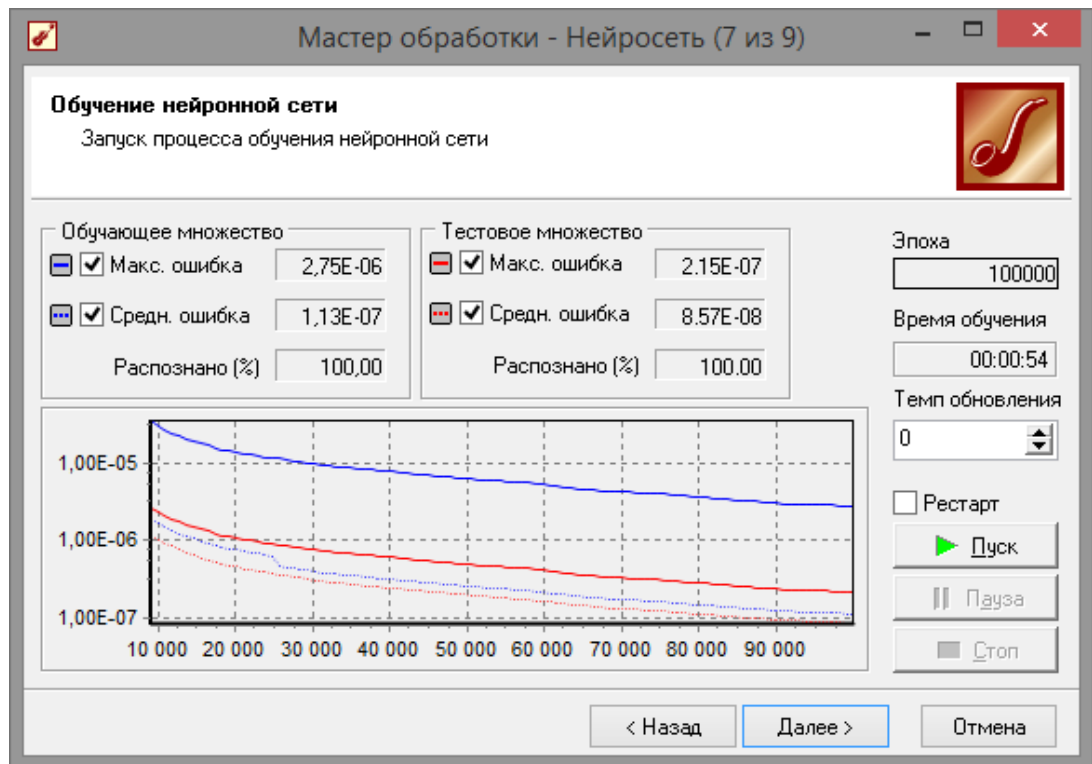 Мастер обработки - Нейросеть (7 из 9)
Обучение нейронной сети
Запуск процесса обучения нейронной сети
Обучающее множество
Макс. ошибка 2,75E-06
Средн. ошибка 1,13E-07
Распознано (%) 100,00
Тестовое множество
Макс. ошибка 2.15E-07
Средн. ошибка 8.57E-08
Распознано (%) 100.00
Эпоха
100000
Время обучения
00:00:54
Темп обновления
0
Рестарт
Пуск
Пауза
Стоп
1,00E-05
1,00E-06
1,00E-07
10 000 20 000 30 000 40 000 50 000 60 000 70 000 80 000 90 000
< Назад Далее > Отмена